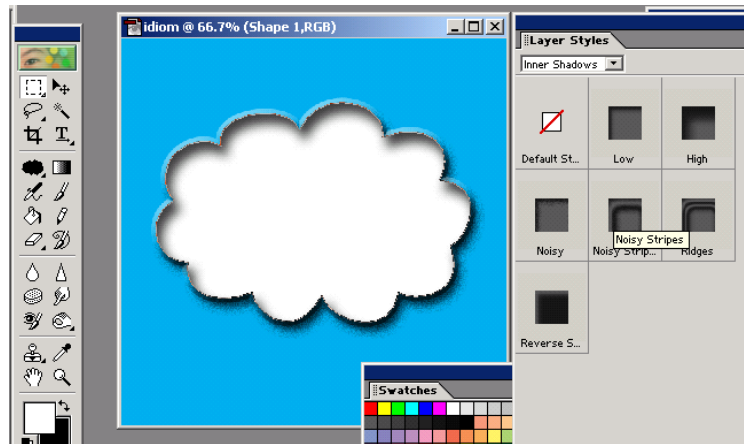 idiom @ 66.7% (Shape 1,RGB)
Layer Styles
Inner Shadows
Default St...
Low
High
Noisy
Noisy Strip...
Ridges
Noisy Stripes
Reverse S...
Swatches